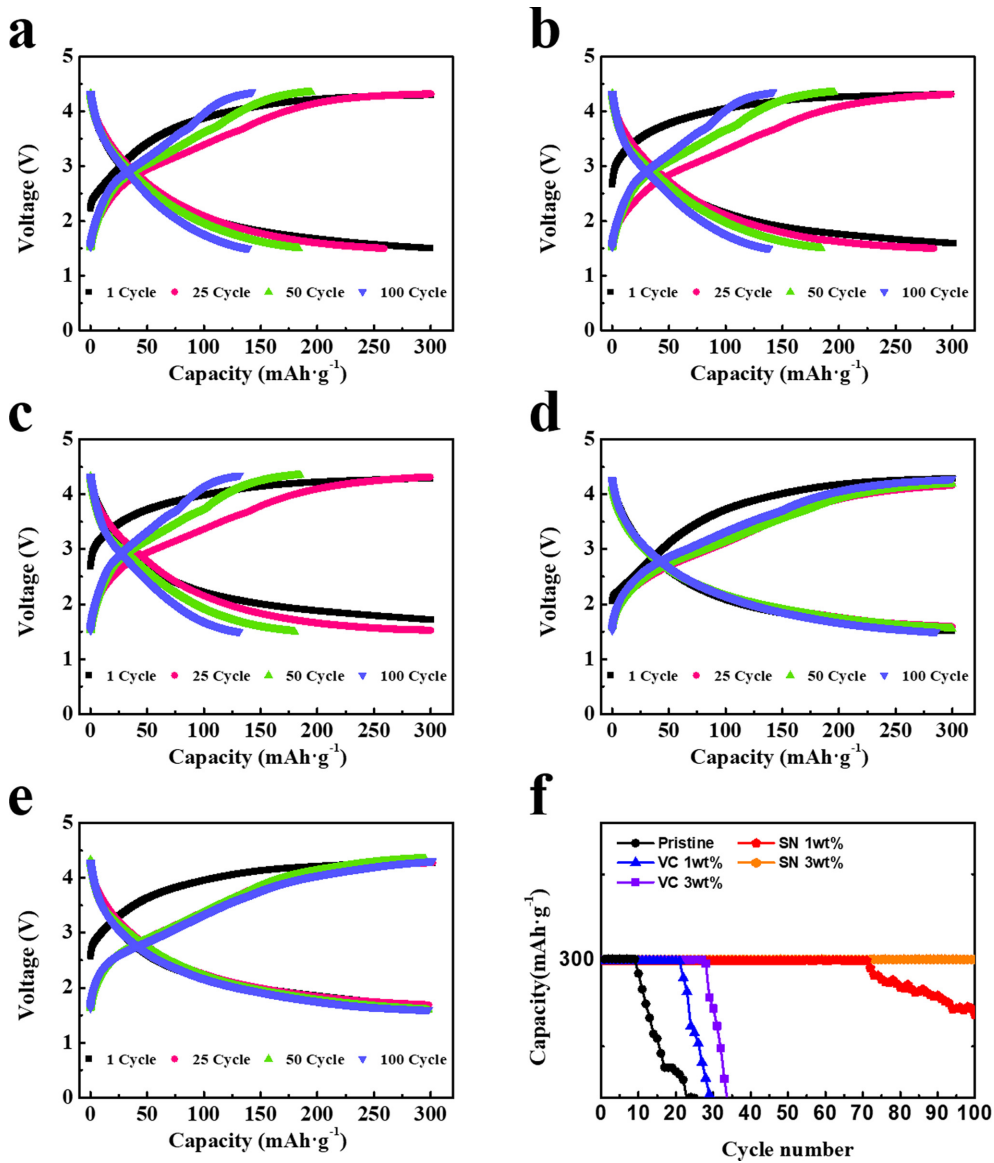 a
5
4
3
2
1
0
Voltage (V)
1 Cycle 25 Cycle 50 Cycle 100 Cycle
0 50 100 150 200 250 300
Capacity (mAh·g-1)
b
5
4
3
2
1
0
Voltage (V)
1 Cycle 25 Cycle 50 Cycle 100 Cycle
0 50 100 150 200 250 300
Capacity (mAh·g-1)
c
5
4
3
2
1
0
Voltage (V)
1 Cycle 25 Cycle 50 Cycle 100 Cycle
0 50 100 150 200 250 300
Capacity (mAh·g-1)
d
5
4
3
2
1
0
Voltage (V)
1 Cycle 25 Cycle 50 Cycle 100 Cycle
0 50 100 150 200 250 300
Capacity (mAh·g-1)
e
5
4
3
2
1
0
Voltage (V)
1 Cycle 25 Cycle 50 Cycle 100 Cycle
0 50 100 150 200 250 300
Capacity (mAh·g-1)
f
Pristine SN 1wt%
VC 1wt% SN 3wt%
VC 3wt%
300
Capacity(mAh·g-1)
0 10 20 30 40 50 60 70 80 90 100
Cycle number